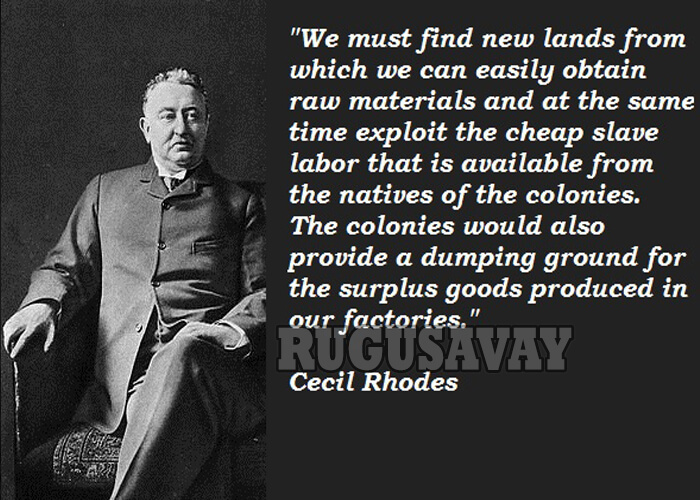 "We must find new lands from
which we can easily obtain
raw materials and at the same
time exploit the cheap slave
labor that is available from
the natives of the colonies.
The colonies would also
provide a dumping ground for
the surplus goods produced in
our factories."
RUGUSAVAY
Cecil Rhodes